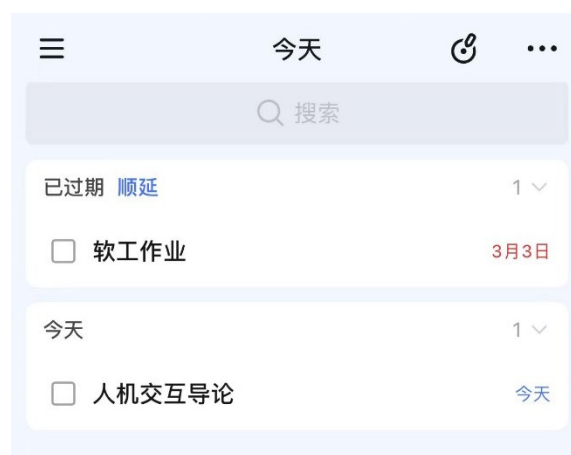 今天
搜索
已过期 顺延 1
软工作业 3月3日
今天 1
人机交互导论 今天